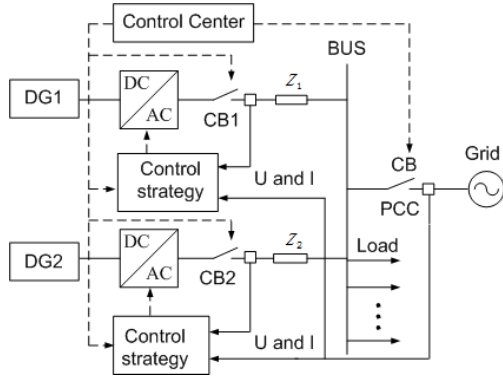 Control Center
BUS
DG1
DC
AC
CB1
Z1
Control
strategy
U and I
CB
PCC
Grid
DG2
DC
AC
CB2
Z2
Load
Control
strategy
U and I